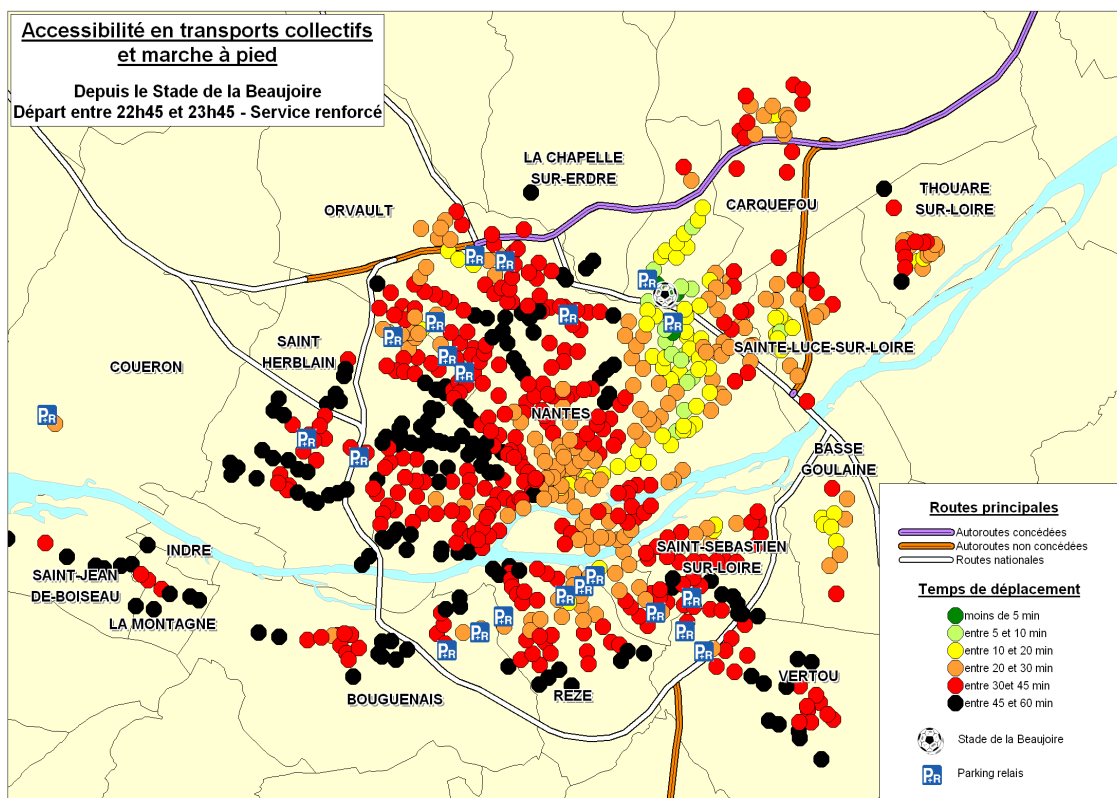 Accessibilité en transports collectifs
et marche à pied
Depuis le Stade de la Beaujoire
Départ entre 22h45 et 23h45 - Service renforcé
LA CHAPELLE
SUR-ERDRE
ORVAULT
CARQUEFOU
THOUARE
SUR-LOIRE
P+R
P+R
P+R
P+R
P+R
P+R
SAINT
HERBLAIN
P+R
P+R
P+R
P+R
SAINTE-LUCE-SUR-LOIRE
COUERON
NANTES
P+R
P+R
P+R
BASSE
GOULAINE
INDRE
SAINT-JEAN
DE-BOISEAU
LA MONTAGNE
SAINT-SEBASTIEN
SUR-LOIRE
P+R
P+R
P+R
P+R
P+R
P+R
P+R
P+R
P+R
P+R
BOUGUENAIS
REZE
VERTOU
Routes principales
Autoroutes concédées
Autoroutes non concédées
Routes nationales
Temps de déplacement
moins de 5 min
entre 5 et 10 min
entre 10 et 20 min
entre 20 et 30 min
entre 30et 45 min
entre 45 et 60 min
Stade de la Beaujoire
P+R Parking relais